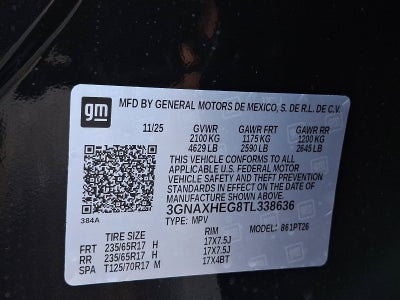 gm
MFD BY GENERAL MOTORS DE MEXICO, S. DE R.L. DE C.V.
11/25 GVWR GAWR FRT GAWR RR
2100 KG 1175 KG 1200 KG
4629 LB 2590 LB 2645 LB
THIS VEHICLE CONFORMS TO ALL
APPLICABLE U.S. FEDERAL MOTOR
VEHICLE SAFETY AND THEFT PREVENTION
STANDARDS IN EFFECT ON THE DATE OF
MANUFACTURE SHOWN ABOVE.
3GNAXHEG8TL338636
384A TYPE: MPV MODEL: 861PT26
TIRE SIZE RIM
FRT 235/65R17 H 17X7.5J
RR 235/65R17 H 17X7.5J
SPA T125/70R17 M 17X4BT